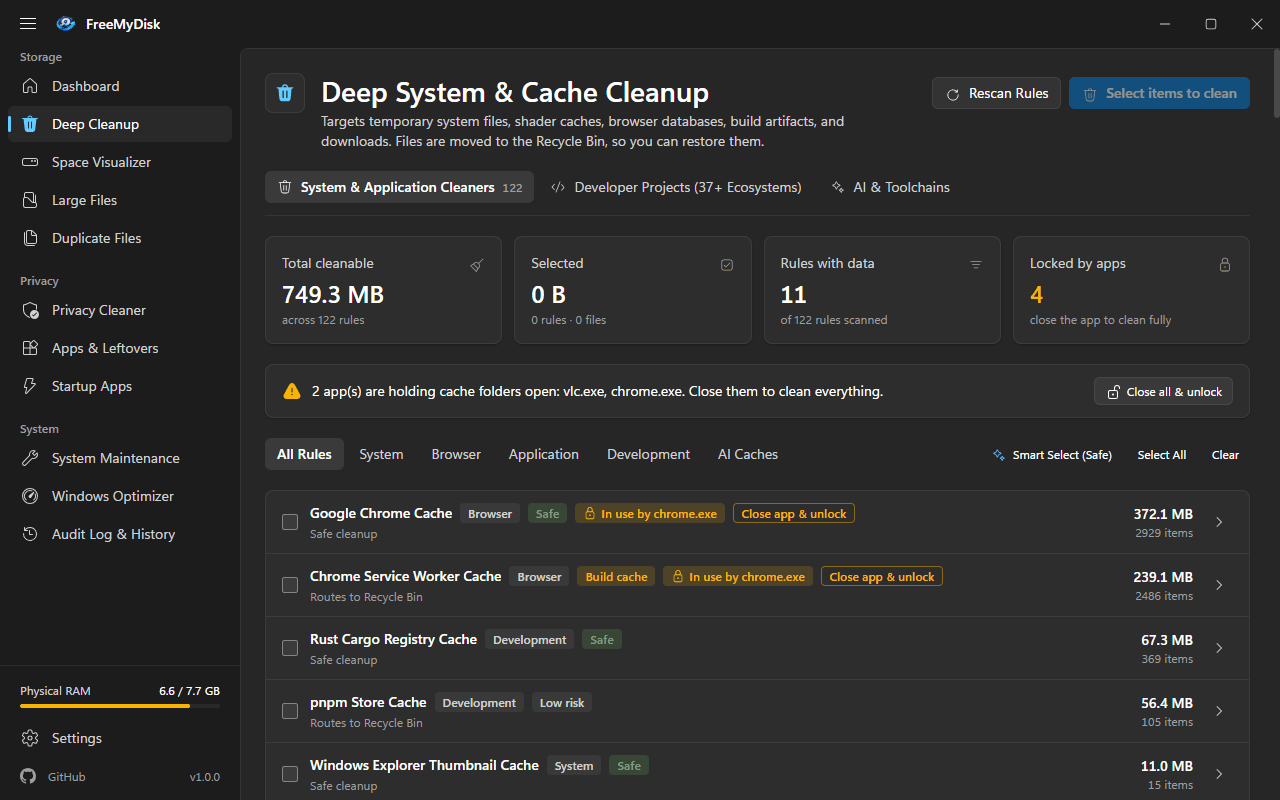 FreeMyDisk
Storage
Dashboard
Deep Cleanup
Space Visualizer
Large Files
Duplicate Files
Privacy
Privacy Cleaner
Apps & Leftovers
Startup Apps
System
System Maintenance
Windows Optimizer
Audit Log & History
Physical RAM 6.6 / 7.7 GB
Settings
GitHub v1.0.0
Deep System & Cache Cleanup
Targets temporary system files, shader caches, browser databases, build artifacts, and
downloads. Files are moved to the Recycle Bin, so you can restore them.
Rescan Rules
Select items to clean
System & Application Cleaners 122
Developer Projects (37+ Ecosystems)
AI & Toolchains
Total cleanable
749.3 MB
across 122 rules
Selected
0 B
0 rules · 0 files
Rules with data
11
of 122 rules scanned
Locked by apps
4
close the app to clean fully
2 app(s) are holding cache folders open: vlc.exe, chrome.exe. Close them to clean everything.
Close all & unlock
All Rules System Browser Application Development AI Caches
Smart Select (Safe) Select All Clear
Google Chrome Cache Browser Safe In use by chrome.exe Close app & unlock 372.1 MB
Safe cleanup 2929 items
Chrome Service Worker Cache Browser Build cache In use by chrome.exe Close app & unlock 239.1 MB
Routes to Recycle Bin 2486 items
Rust Cargo Registry Cache Development Safe 67.3 MB
Safe cleanup 369 items
pnpm Store Cache Development Low risk 56.4 MB
Routes to Recycle Bin 105 items
Windows Explorer Thumbnail Cache System Safe 11.0 MB
Safe cleanup 15 items